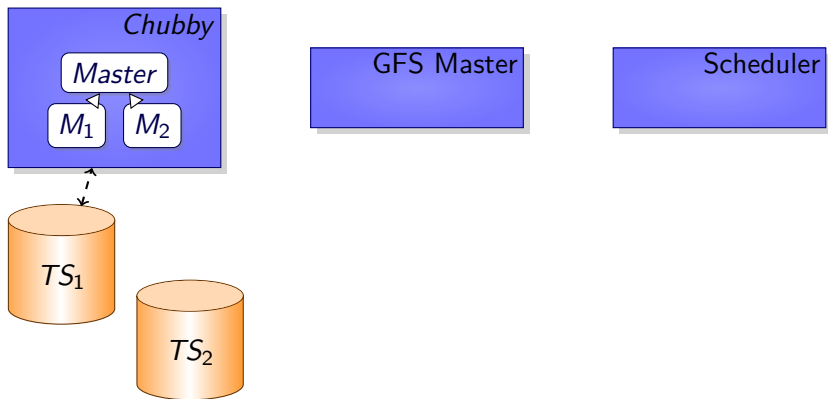 Chubby
Master
M₁ M₂
GFS Master
Scheduler
TS₁
TS₂